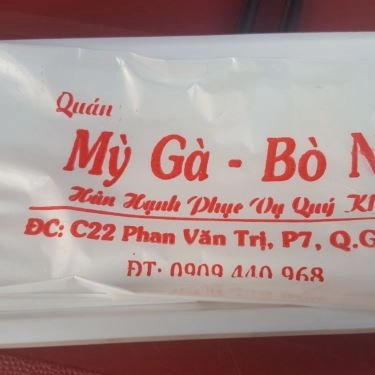 Quán
Mỳ Gà - Bò N
Hân Hạnh Phục Vụ Quý Kh
ĐC: C22 Phan Văn Trị, P7, Q.G
ĐT: 0909 440 968